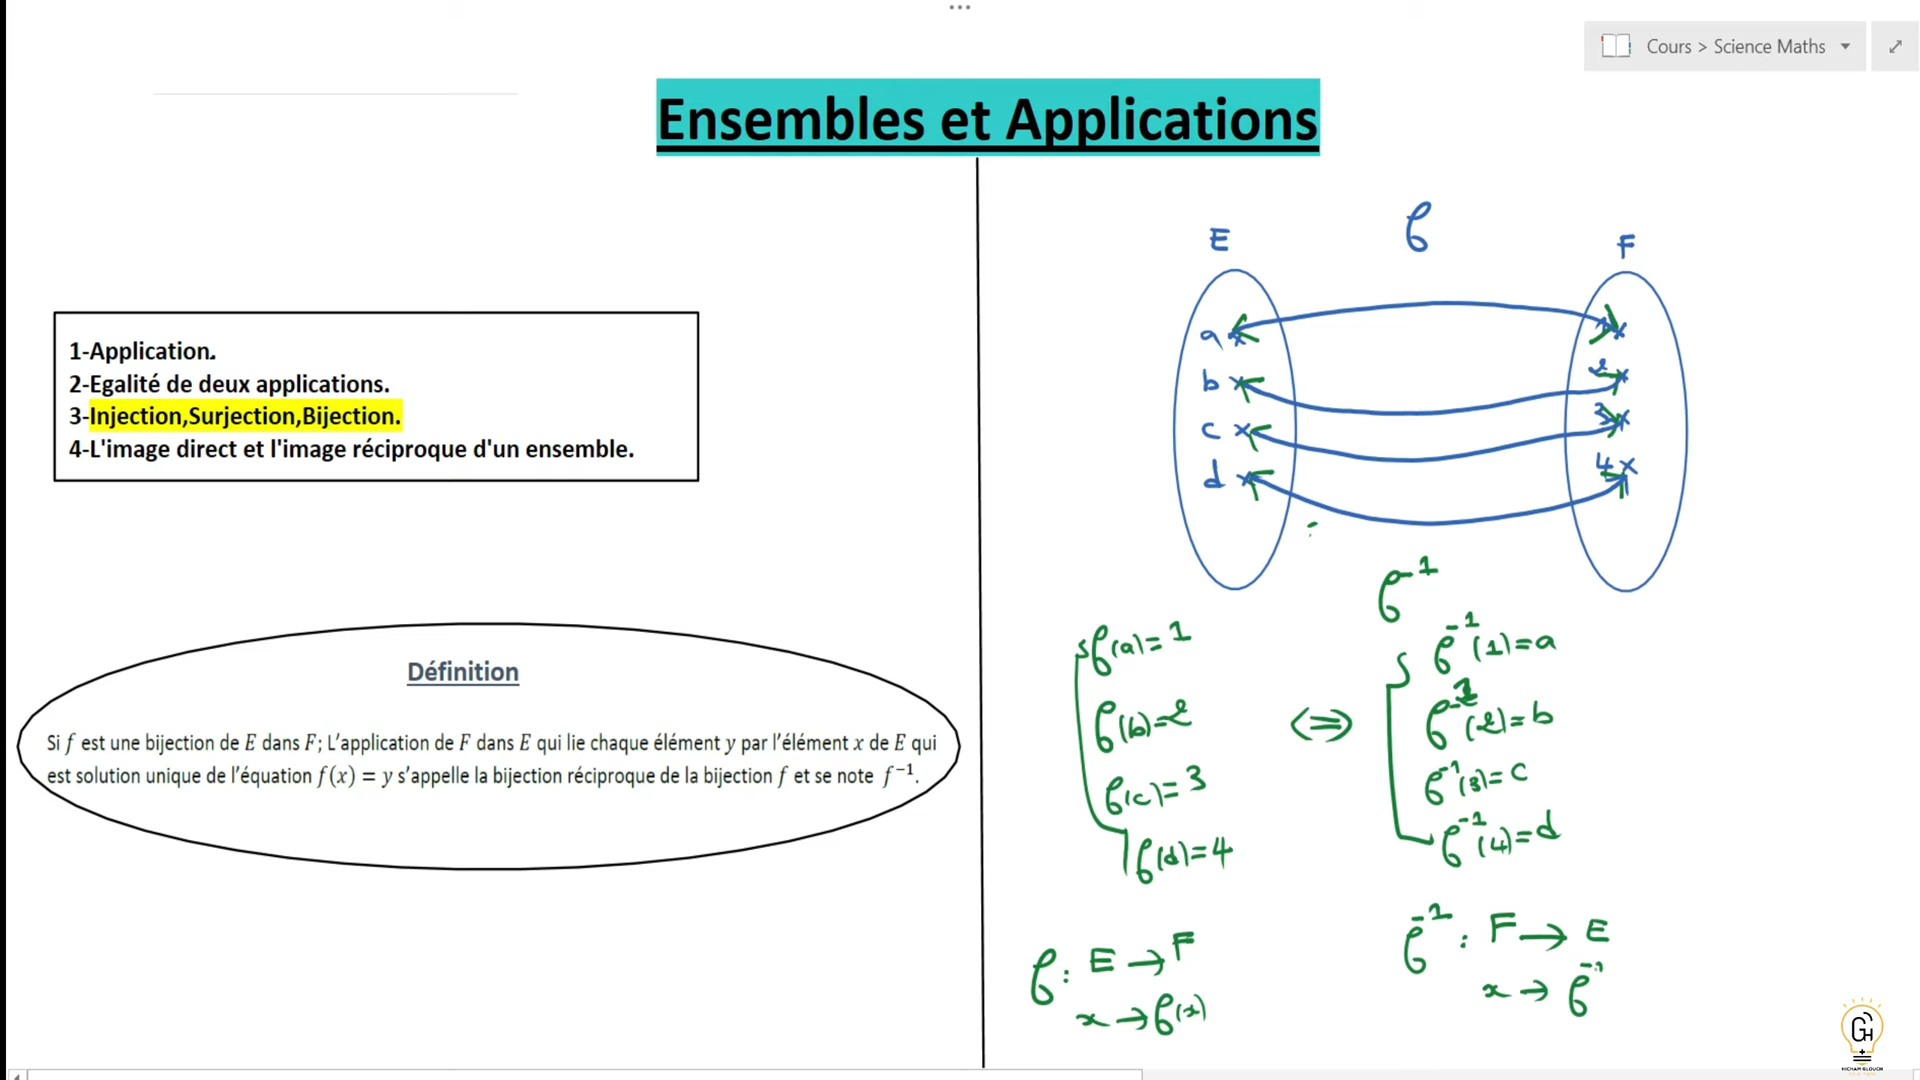 Cours > Science Maths
Ensembles et Applications
1-Application.
2-Egalité de deux applications.
3-Injection,Surjection,Bijection.
4-L'image direct et l'image réciproque d'un ensemble.
Définition
Si f est une bijection de E dans F; L'application de F dans E qui lie chaque élément y par l'élément x de E qui
est solution unique de l'équation f(x) = y s'appelle la bijection réciproque de la bijection f et se note f⁻¹.
E f F
a 1
b 2
c 3
d 4
f⁻¹
f(a)=1
f(b)=2
f(c)=3
f(d)=4
⇔
f⁻¹(1)=a
f⁻¹(2)=b
f⁻¹(3)=c
f⁻¹(4)=d
f: E → F
x → f(x)
f⁻¹: F → E
x → f⁻¹
GH
HICHAM GLOUCH